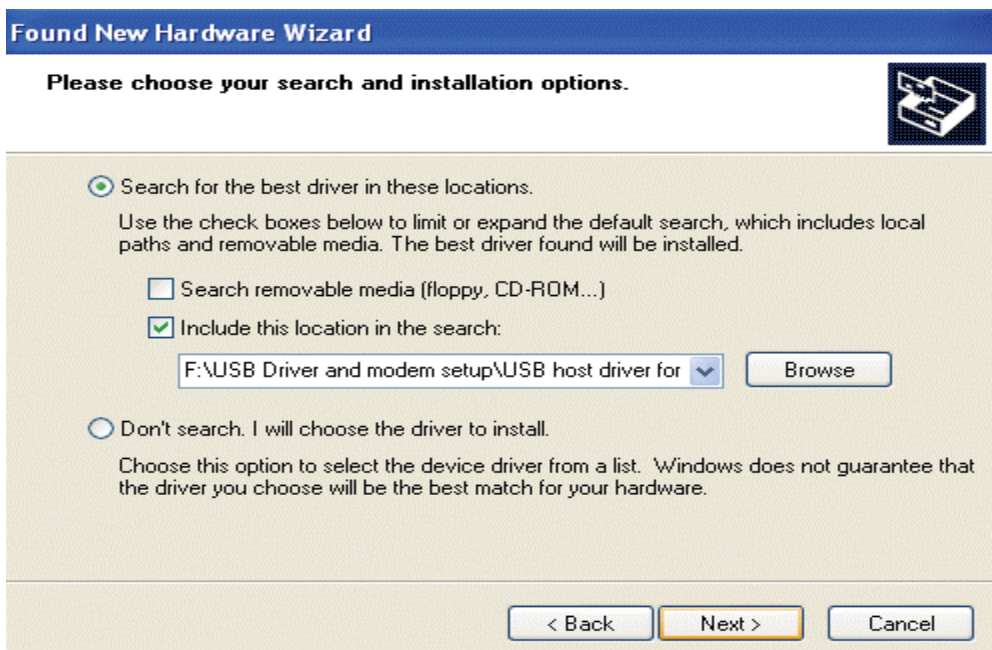 Found New Hardware Wizard
Please choose your search and installation options.
Search for the best driver in these locations.
Use the check boxes below to limit or expand the default search, which includes local
paths and removable media. The best driver found will be installed.
Search removable media (floppy, CD-ROM...)
Include this location in the search:
F:\USB Driver and modem setup\USB host driver for
Browse
Don't search. I will choose the driver to install.
Choose this option to select the device driver from a list.  Windows does not guarantee that
the driver you choose will be the best match for your hardware.
< Back
Next >
Cancel